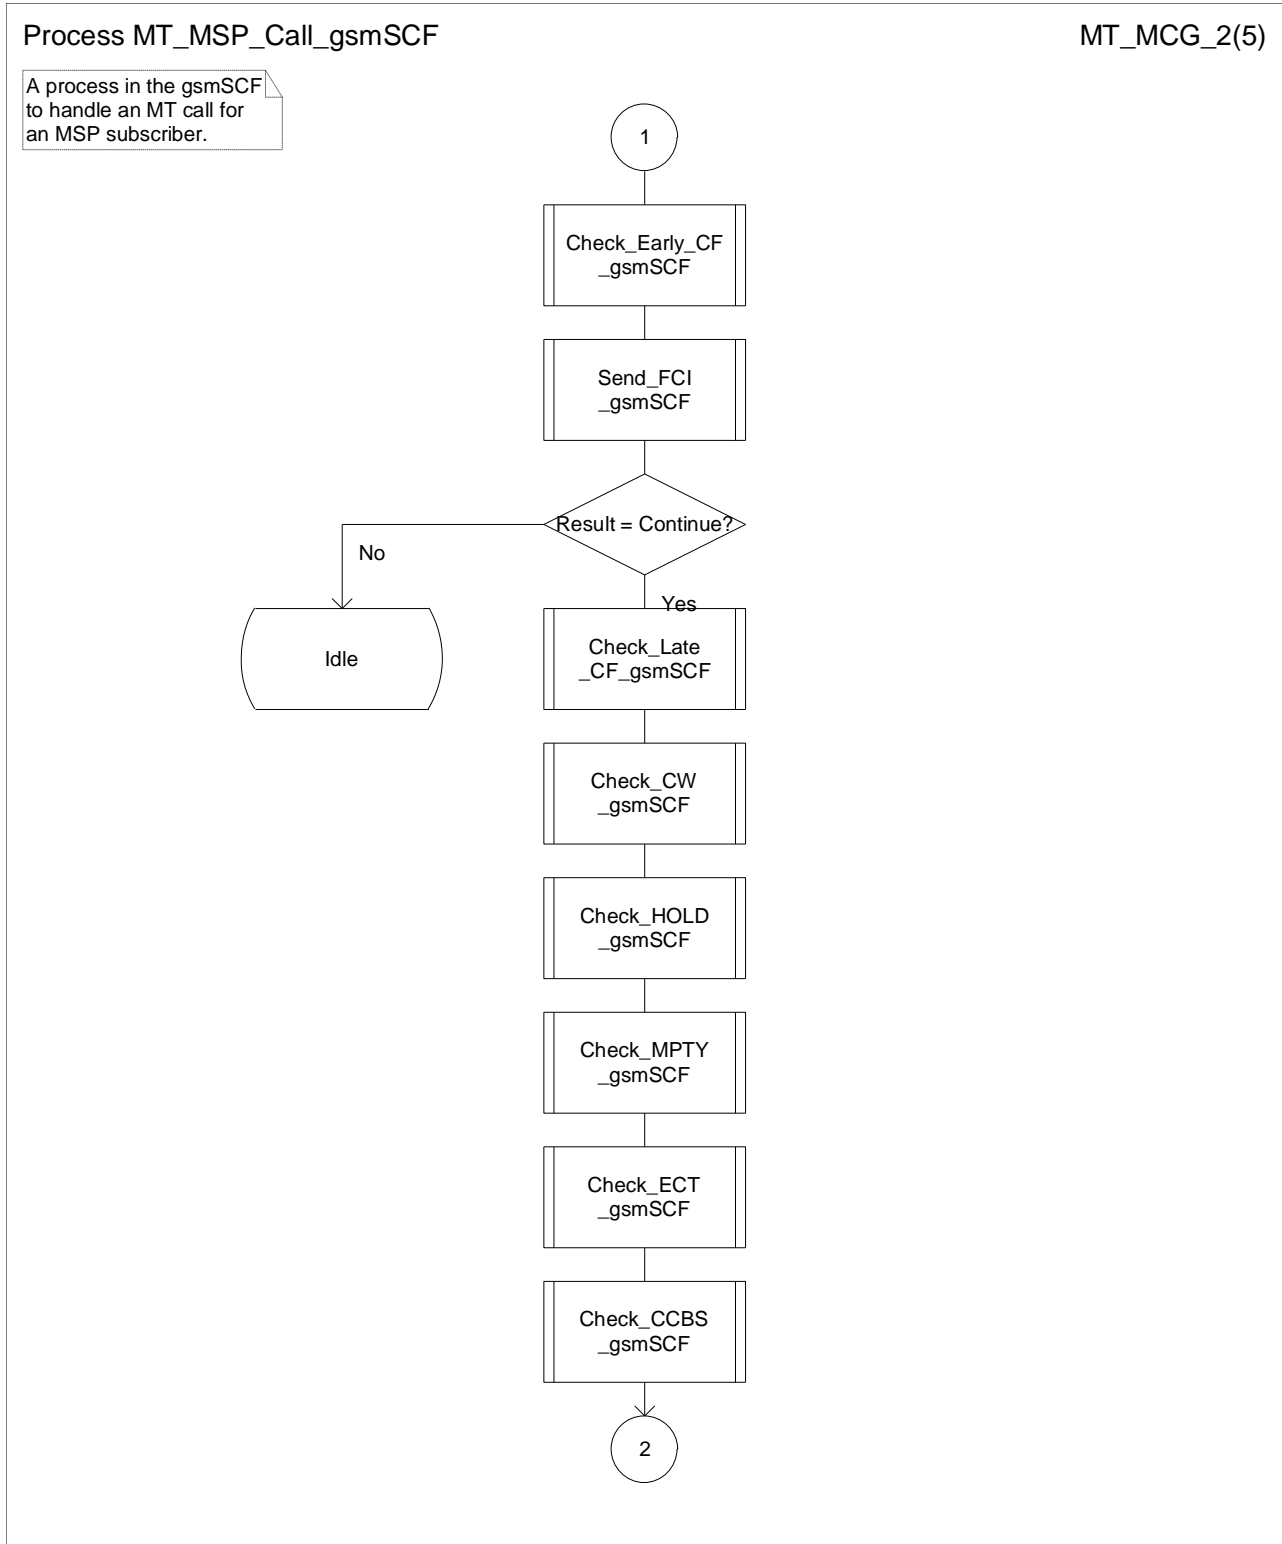 Process MT_MSP_Call_gsmSCF
MT_MCG_2(5)
A process in the gsmSCF
to handle an MT call for
an MSP subscriber.
1
Check_Early_CF
_gsmSCF
Send_FCI
_gsmSCF
Result = Continue?
No
Yes
Idle
Check_Late
_CF_gsmSCF
Check_CW
_gsmSCF
Check_HOLD
_gsmSCF
Check_MPTY
_gsmSCF
Check_ECT
_gsmSCF
Check_CCBS
_gsmSCF
2